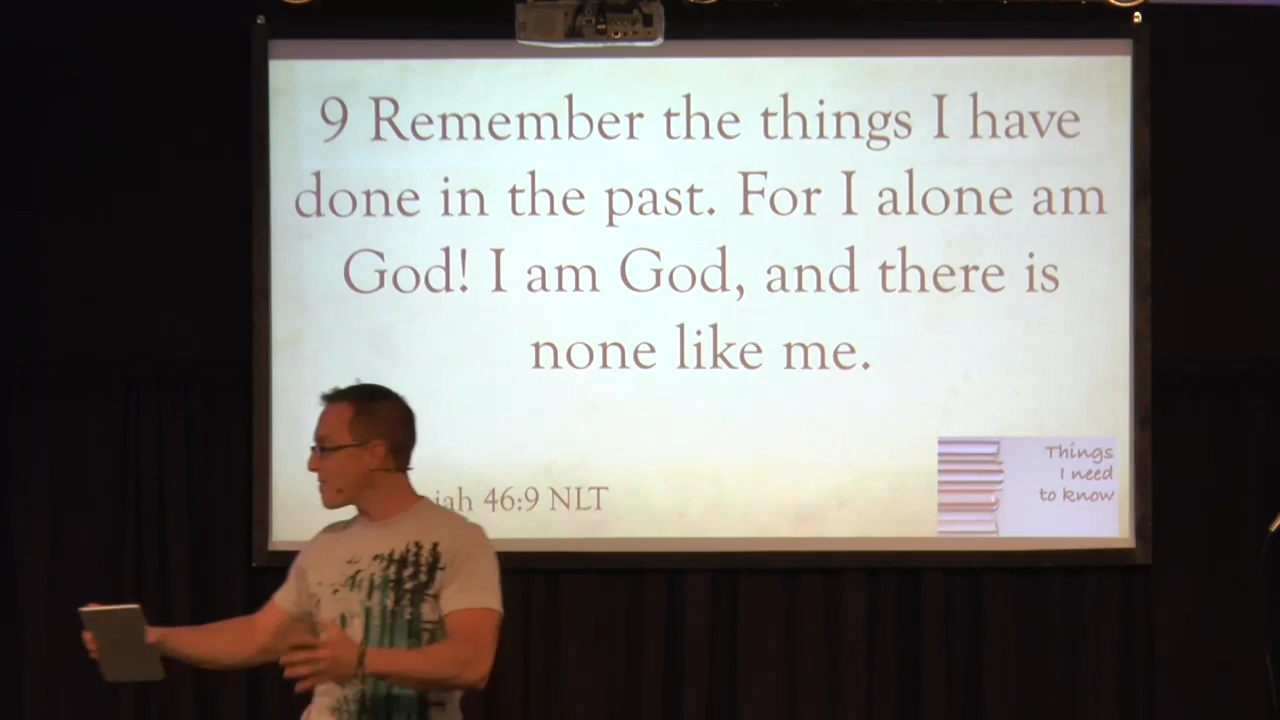 9 Remember the things I have
done in the past. For I alone am
God! I am God, and there is
none like me.
46:9 NLT
Things
I need
to know